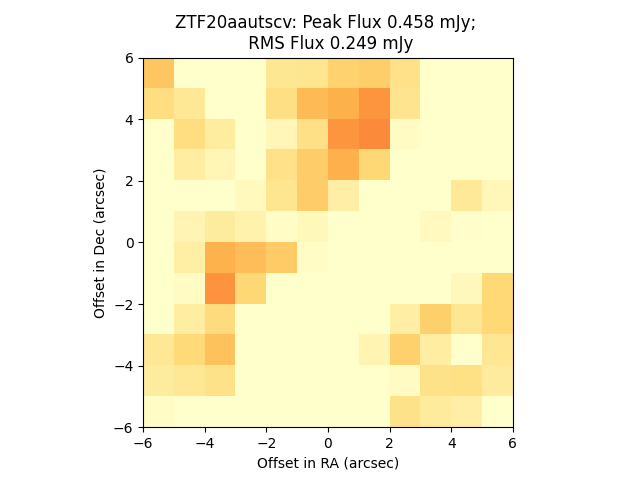 ZTF20aautscv: Peak Flux 0.458 mJy;
RMS Flux 0.249 mJy
6
4
2
0
−2
−4
−6
Offset in Dec (arcsec)
−6 −4 −2 0 2 4 6
Offset in RA (arcsec)